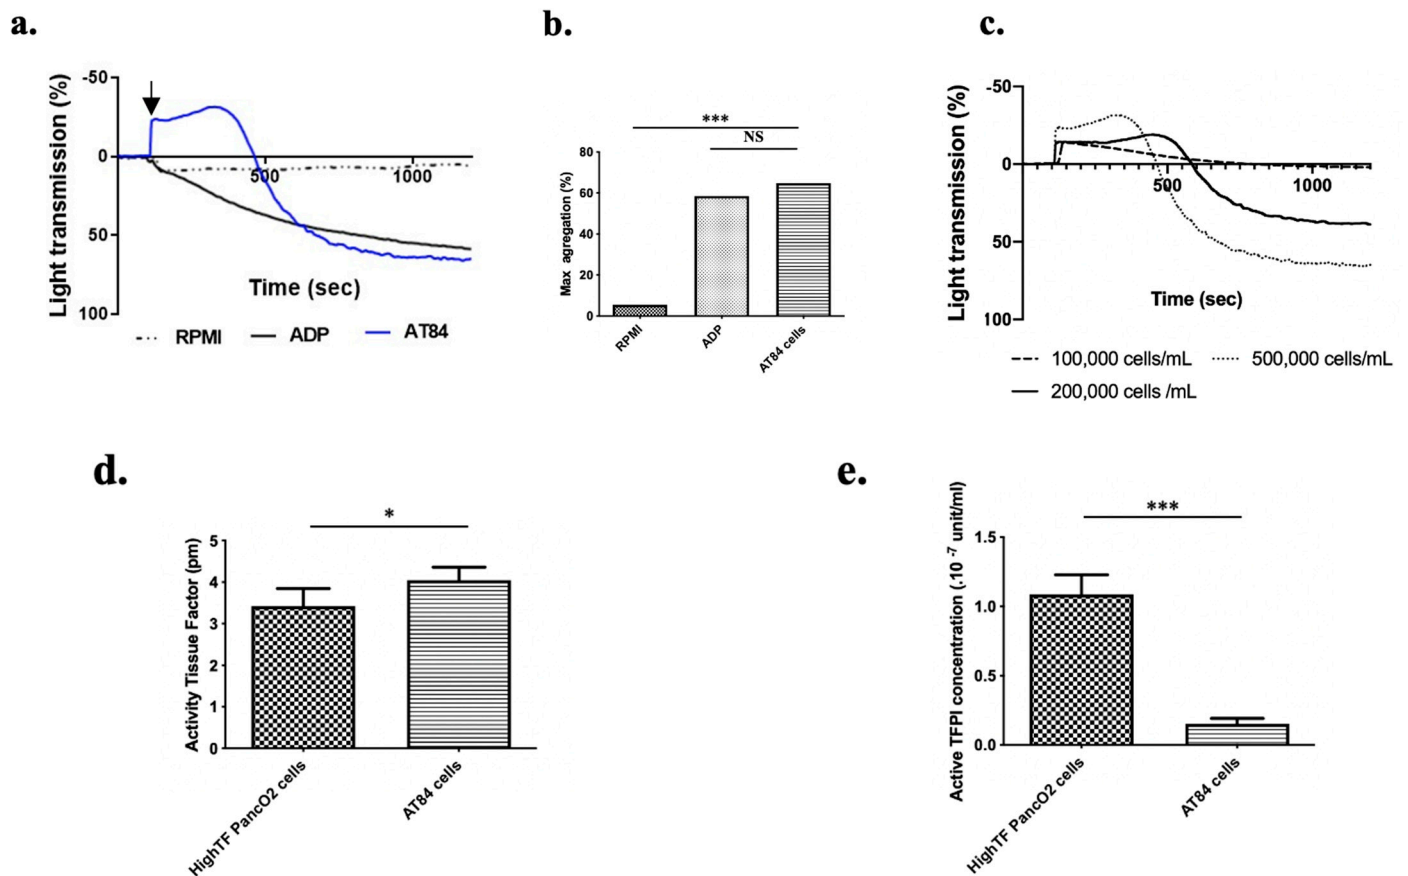 a.
Light transmission (%)
-50
0
50
100
500
1000
Time (sec)
RPMI
ADP
AT84
b.
***
NS
Max agregation (%)
80
60
40
20
0
RPMI
ADP
AT84 cells
c.
Light transmission (%)
-50
0
50
100
500
1000
Time (sec)
100,000 cells/mL
500,000 cells/mL
200,000 cells /mL
d.
*
Activity Tissue Factor (pm)
5
4
3
2
1
0
HighTF PancO2 cells
AT84 cells
e.
***
Active TFPI concentration (.10 -7 unit/ml)
1.5
1.0
0.5
0.0
HighTF PancO2 cells
AT84 cells